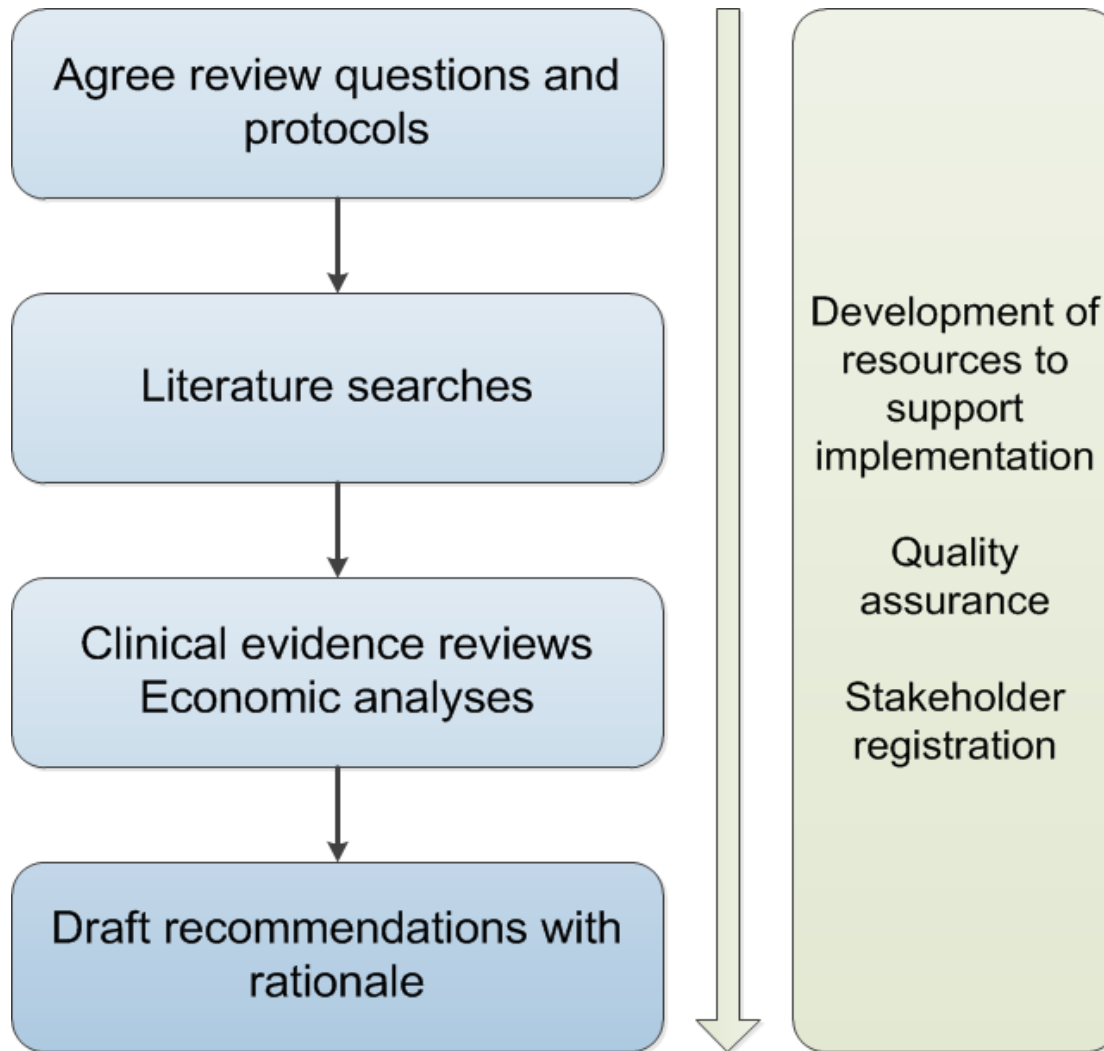 Agree review questions and
protocols
Literature searches
Clinical evidence reviews
Economic analyses
Draft recommendations with
rationale
Development of
resources to
support
implementation
Quality
assurance
Stakeholder
registration